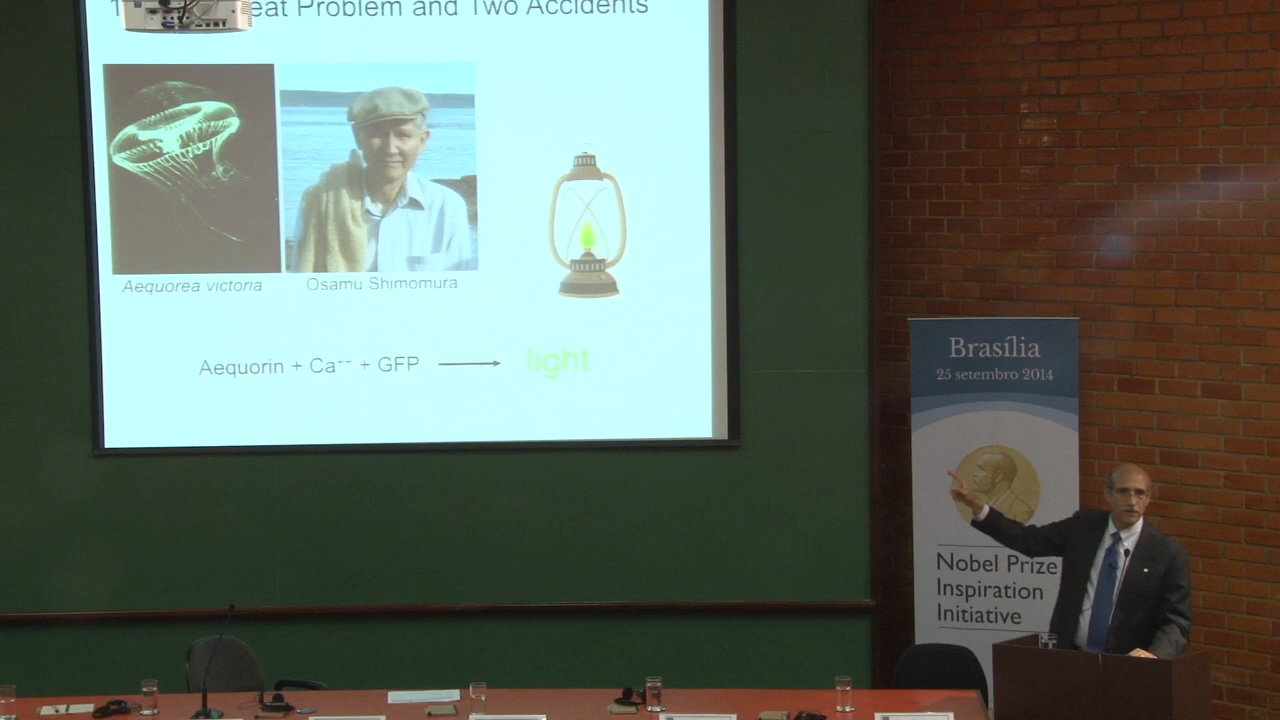 Problem and Two Accidents
Aequorea victoria
Osamu Shimomura
Aequorin + Ca⁺⁺ + GFP
light
Brasília
25 setembro 2014
Nobel Prize
Inspiration
Initiative